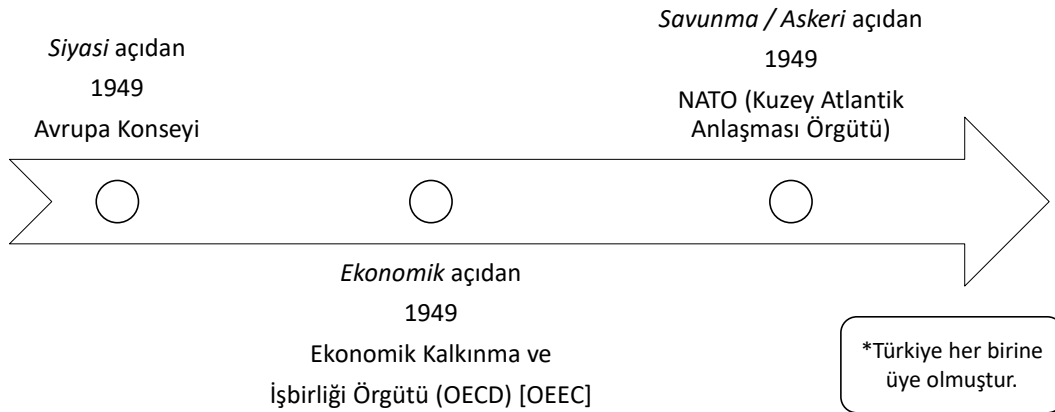 Siyasi açıdan
1949
Avrupa Konseyi
Ekonomik açıdan
1949
Ekonomik Kalkınma ve
İşbirliği Örgütü (OECD) [OEEC]
Savunma / Askeri açıdan
1949
NATO (Kuzey Atlantik
Anlaşması Örgütü)
*Türkiye her birine
üye olmuştur.